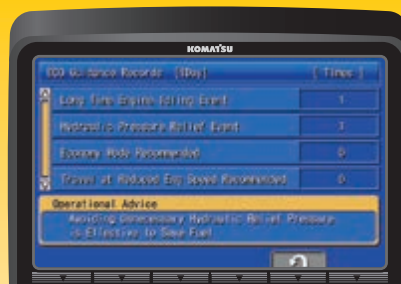 KOMATSU
ECO Guidance Records [1Day] [ Times ]
Long Time Engine Idling Event 1
Hydraulic Pressure Relief Event 3
Economy Mode Recommended 0
Travel at Reduced Eng Speed Recommended 0
Operational Advice
Avoiding Unnecessary Hydraulic Relief Pressure
is Effective to Save Fuel